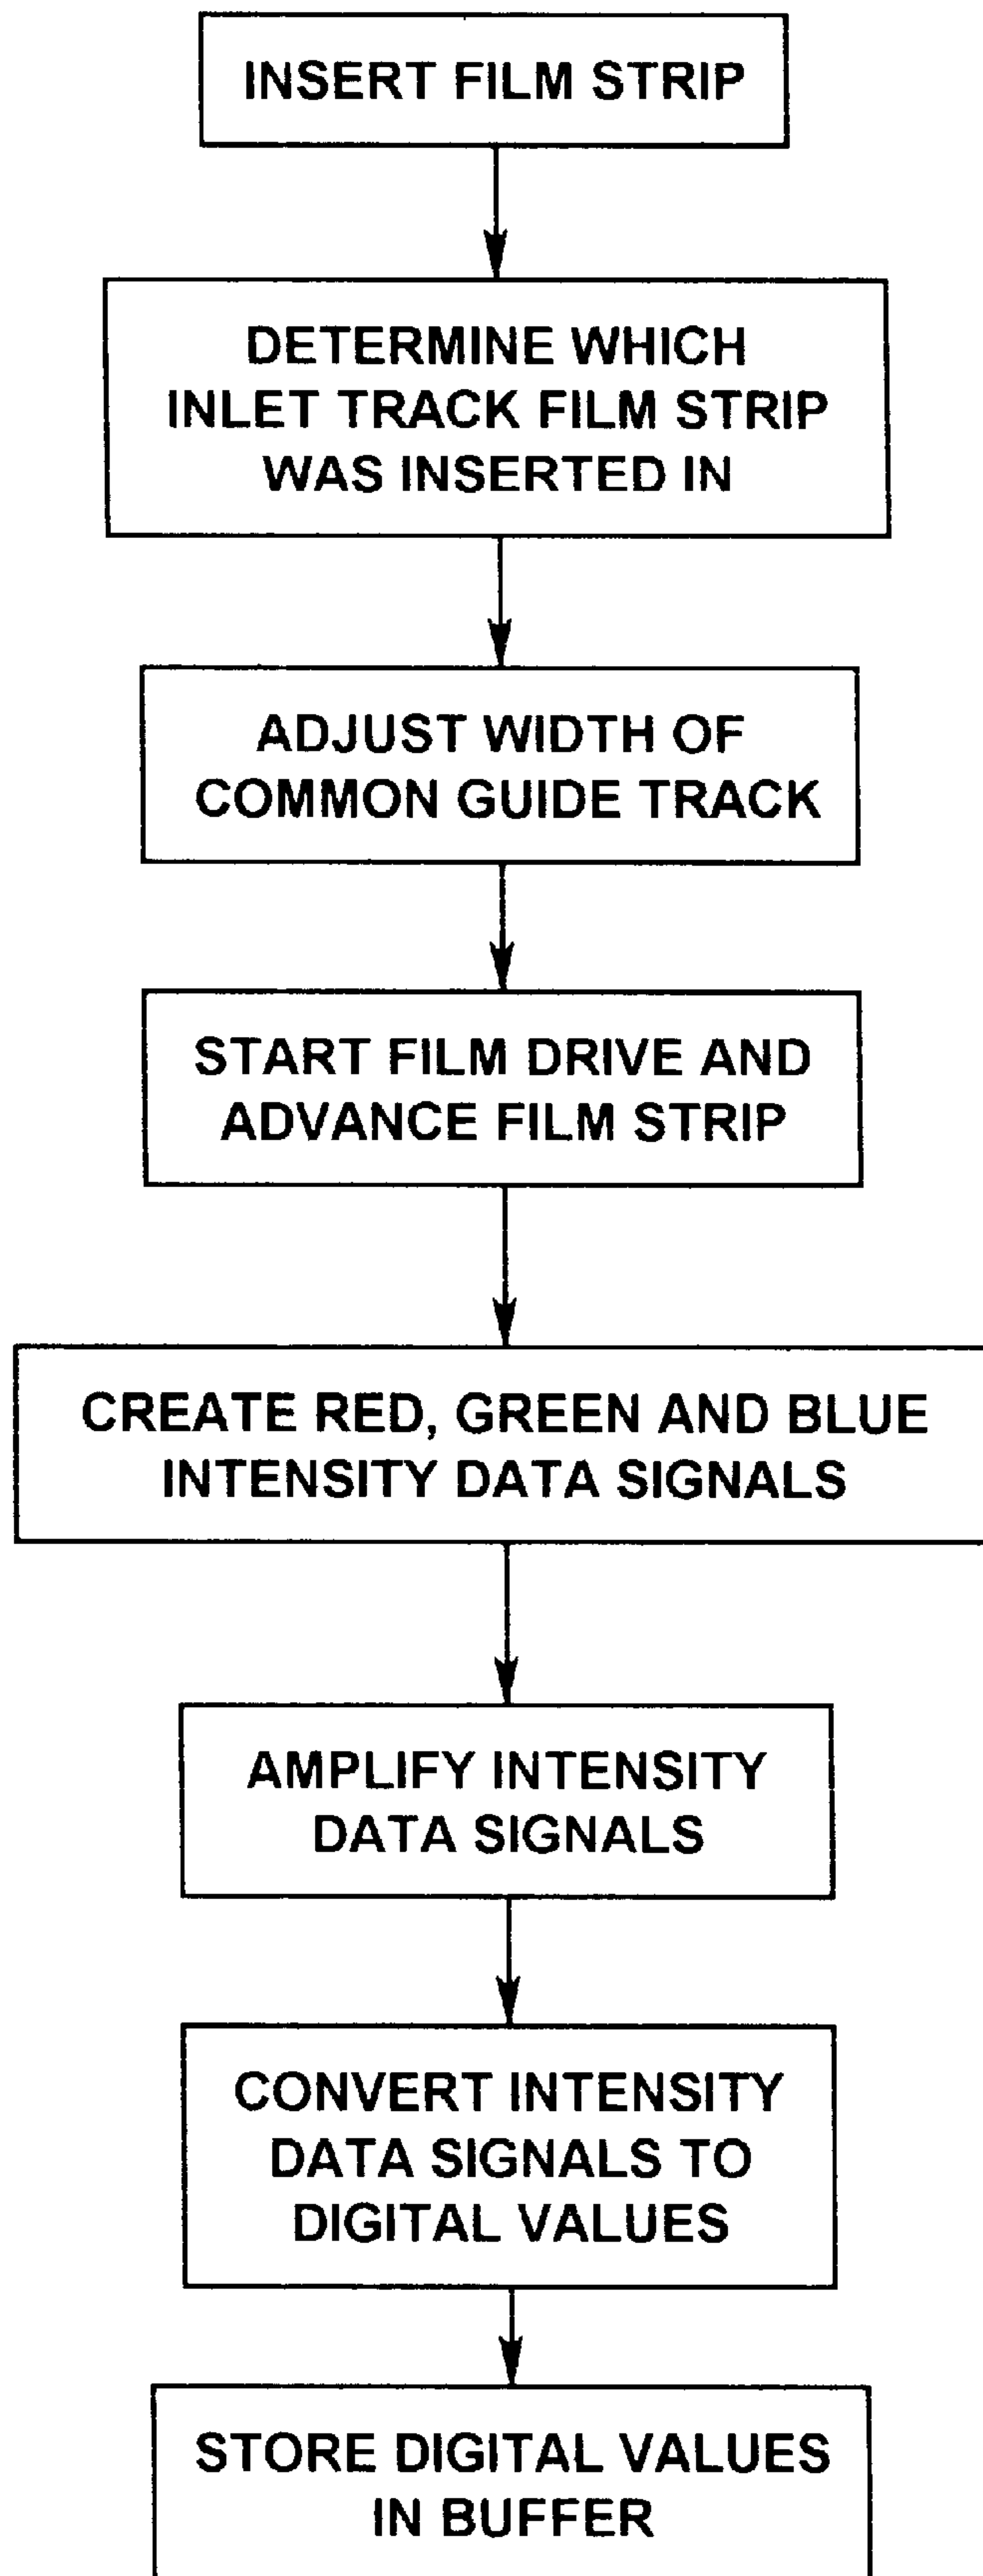 INSERT FILM STRIP
DETERMINE WHICH
INLET TRACK FILM STRIP
WAS INSERTED IN
ADJUST WIDTH OF
COMMON GUIDE TRACK
START FILM DRIVE AND
ADVANCE FILM STRIP
CREATE RED, GREEN AND BLUE
INTENSITY DATA SIGNALS
AMPLIFY INTENSITY
DATA SIGNALS
CONVERT INTENSITY
DATA SIGNALS TO
DIGITAL VALUES
STORE DIGITAL VALUES
IN BUFFER